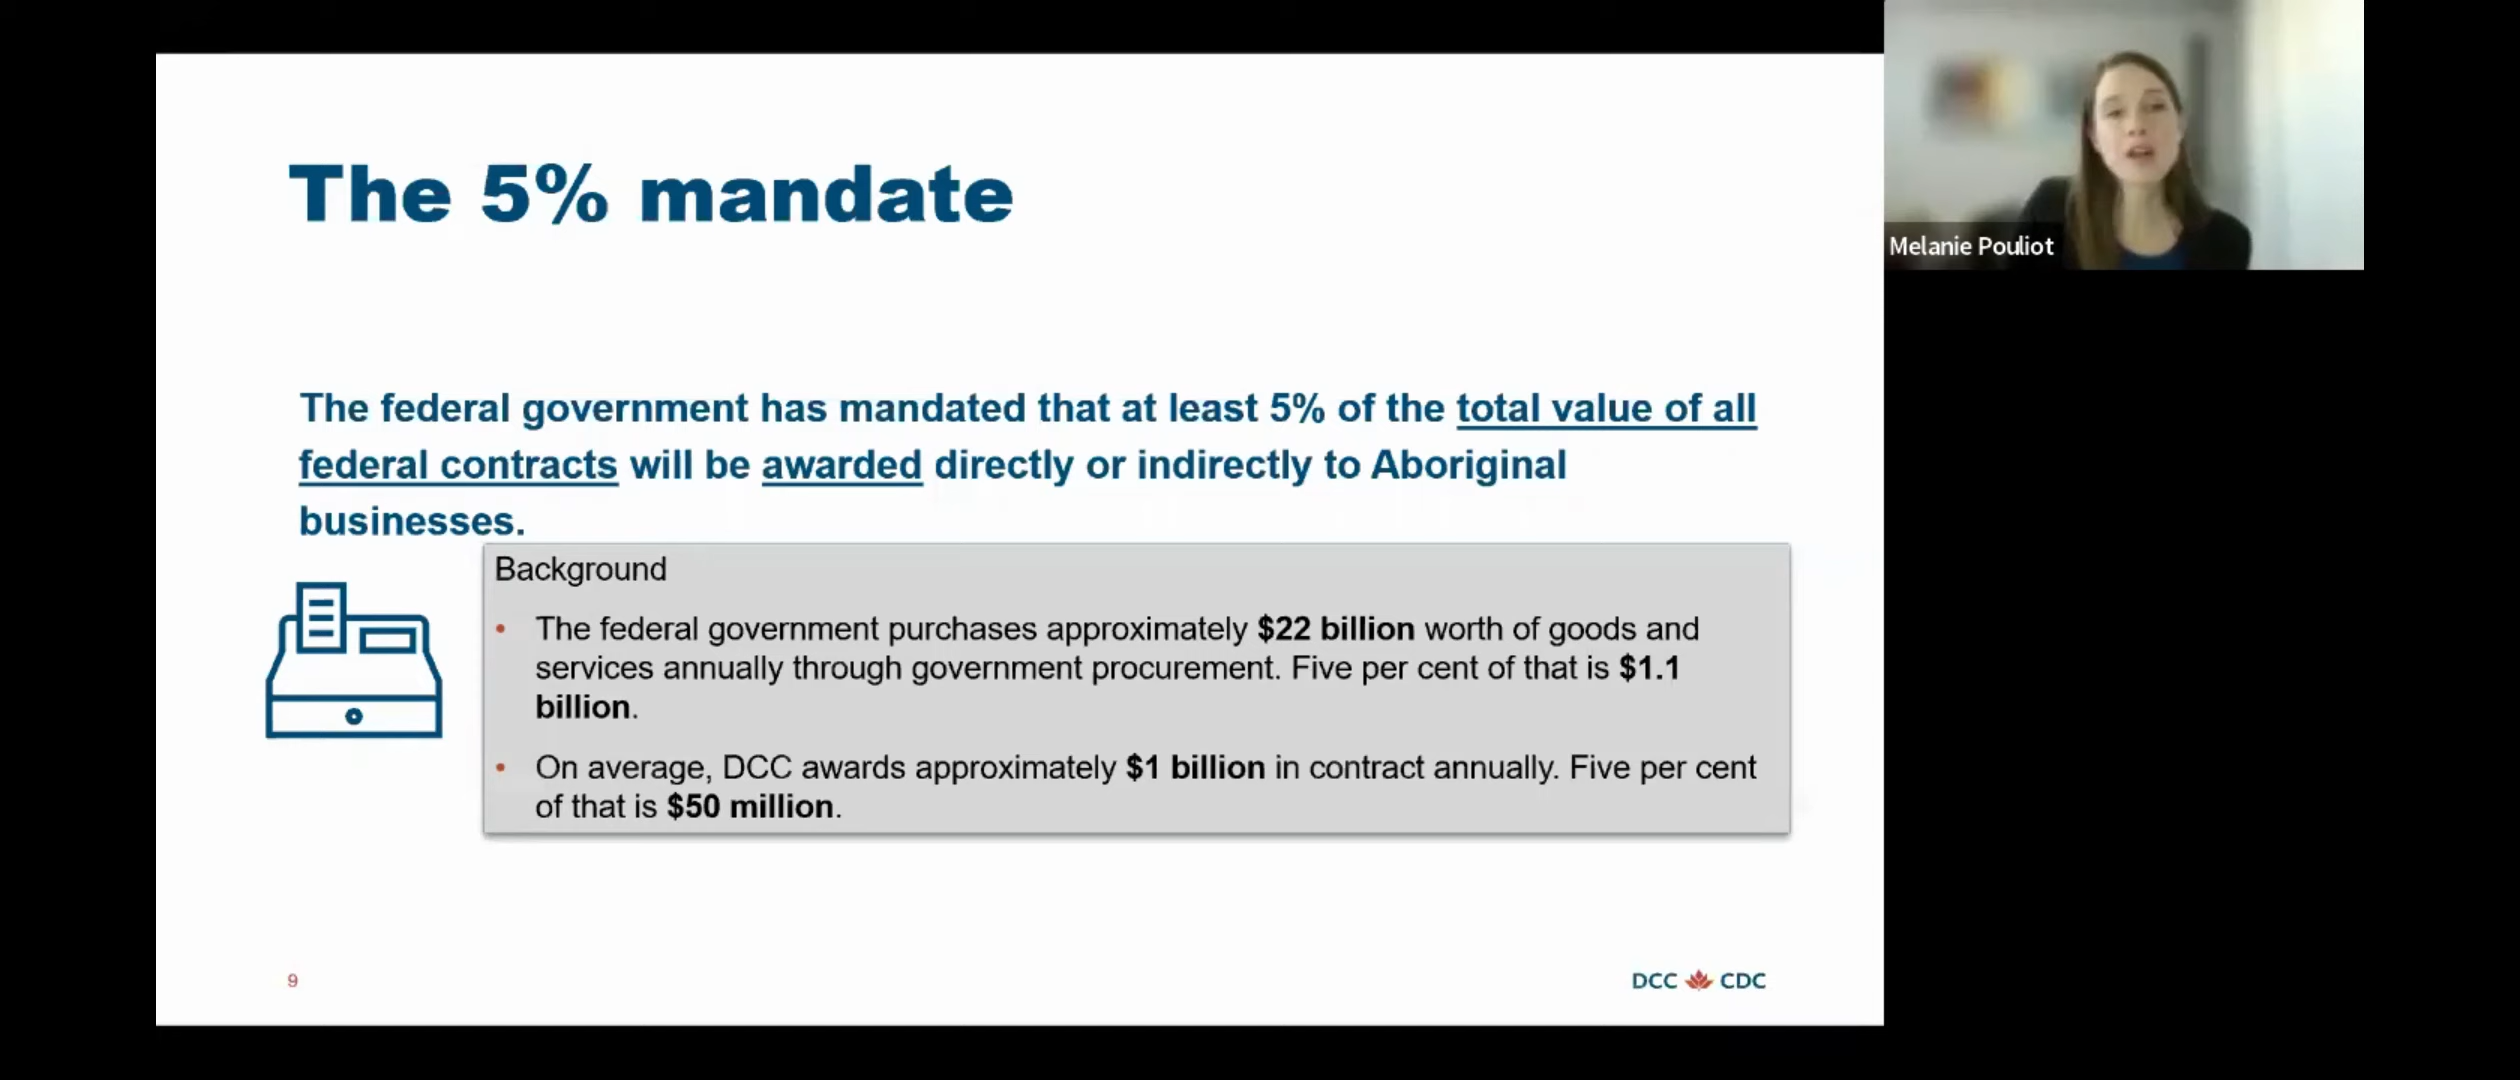 The 5% mandate
The federal government has mandated that at least 5% of the total value of all
federal contracts will be awarded directly or indirectly to Aboriginal
businesses.
Background
• The federal government purchases approximately $22 billion worth of goods and
services annually through government procurement. Five per cent of that is $1.1
billion.
• On average, DCC awards approximately $1 billion in contract annually. Five per cent
of that is $50 million.
9
DCC CDC
Melanie Pouliot